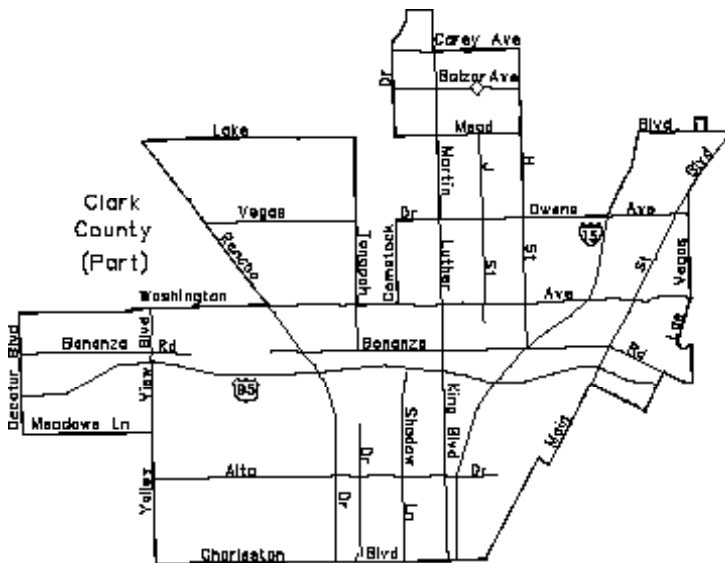 Carey Ave
Dr
Balzar Ave
Mead
Blvd
Lake
Martin
J
H
Blvd
Clark
County
(Part)
Vegas
Rancho
Tonopah
Comstock
Dr
Owens
Ave
15
Luther
St
St
St
Vegas
Washington
Ave
Las
Decatur Blvd
Bonanza
Rd
Blvd
Bonanza
Rd
View
95
Meadows Ln
Shadow
King Blvd
Main
Dr
Valley
Alta
Dr
Dr
Ln
Charleston
Blvd